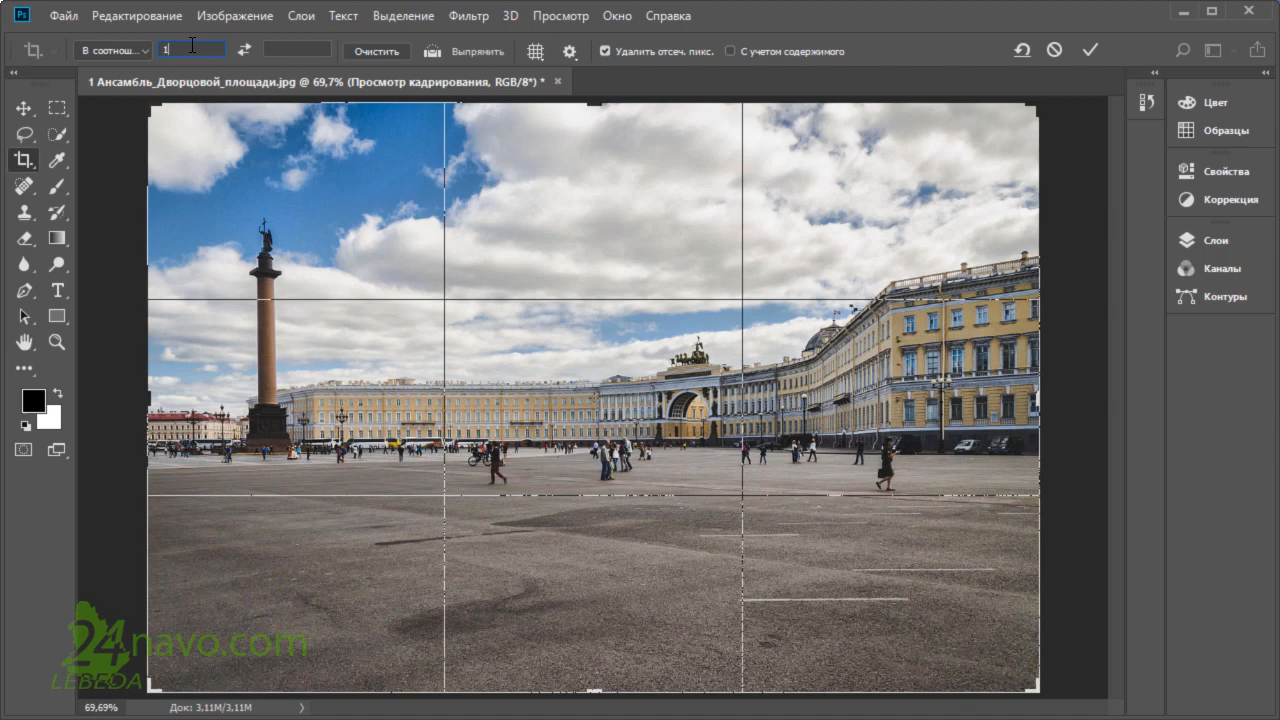 Ps Файл Редактирование Изображение Слои Текст Выделение Фильтр 3D Просмотр Окно Справка
В соотнош... 1 Очистить Выпрямить Удалить отсеч. пикс. С учетом содержимого
1 Ансамбль_Дворцовой_площади.jpg @ 69,7% (Просмотр кадрирования, RGB/8*) *
Цвет
Образцы
Свойства
Коррекция
Слои
Каналы
Контуры
24navo.com
LEBEDA
69,69% Док: 3,11M/3,11M